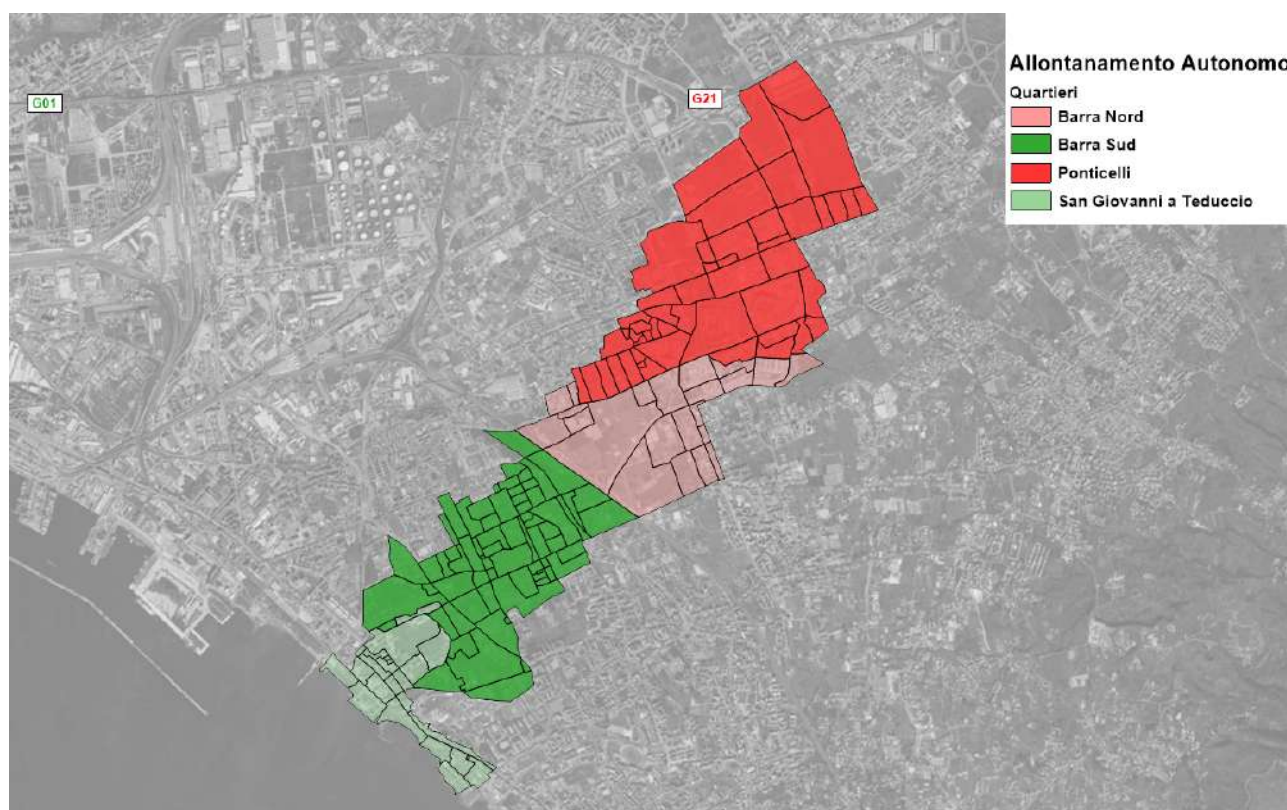 G01
G21
Allontanamento Autonomo
Quartieri
Barra Nord
Barra Sud
Ponticelli
San Giovanni a Teduccio